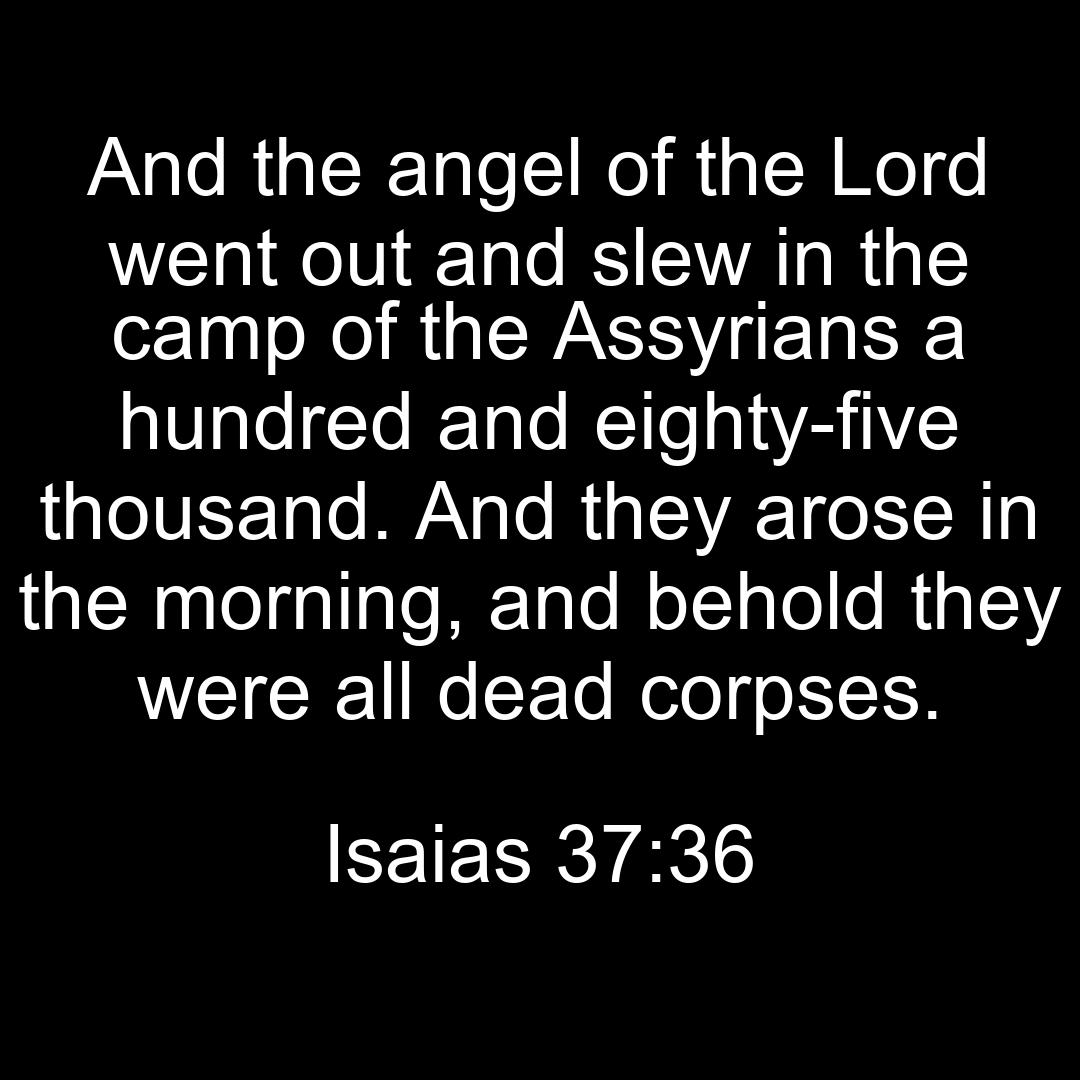 And the angel of the Lord
went out and slew in the
camp of the Assyrians a
hundred and eighty-five
thousand. And they arose in
the morning, and behold they
were all dead corpses.
Isaias 37:36